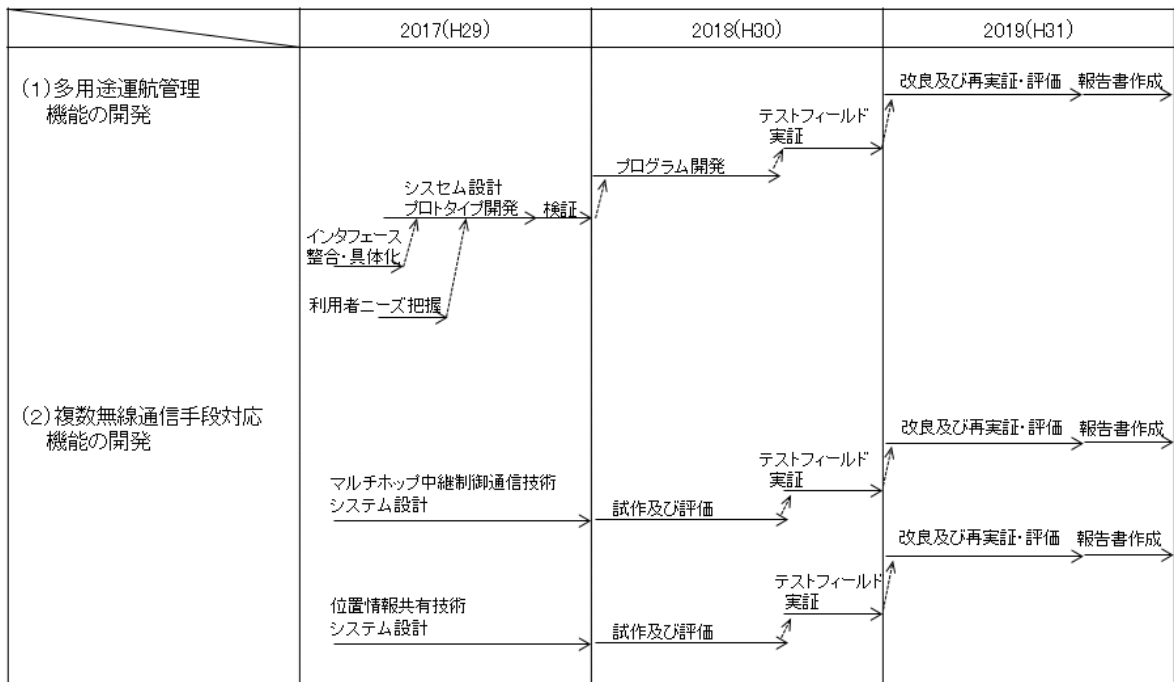 2017(H29)
2018(H30)
2019(H31)
(1)多用途運航管理
機能の開発
改良及び再実証・評価
報告書作成
テストフィールド
実証
プログラム開発
シスセム設計
プロトタイプ開発
検証
インタフェース
整合・具体化
利用者ニーズ把握
(2)複数無線通信手段対応
機能の開発
改良及び再実証・評価
報告書作成
テストフィールド
実証
マルチホップ中継制御通信技術
システム設計
試作及び評価
改良及び再実証・評価
報告書作成
テストフィールド
実証
位置情報共有技術
システム設計
試作及び評価